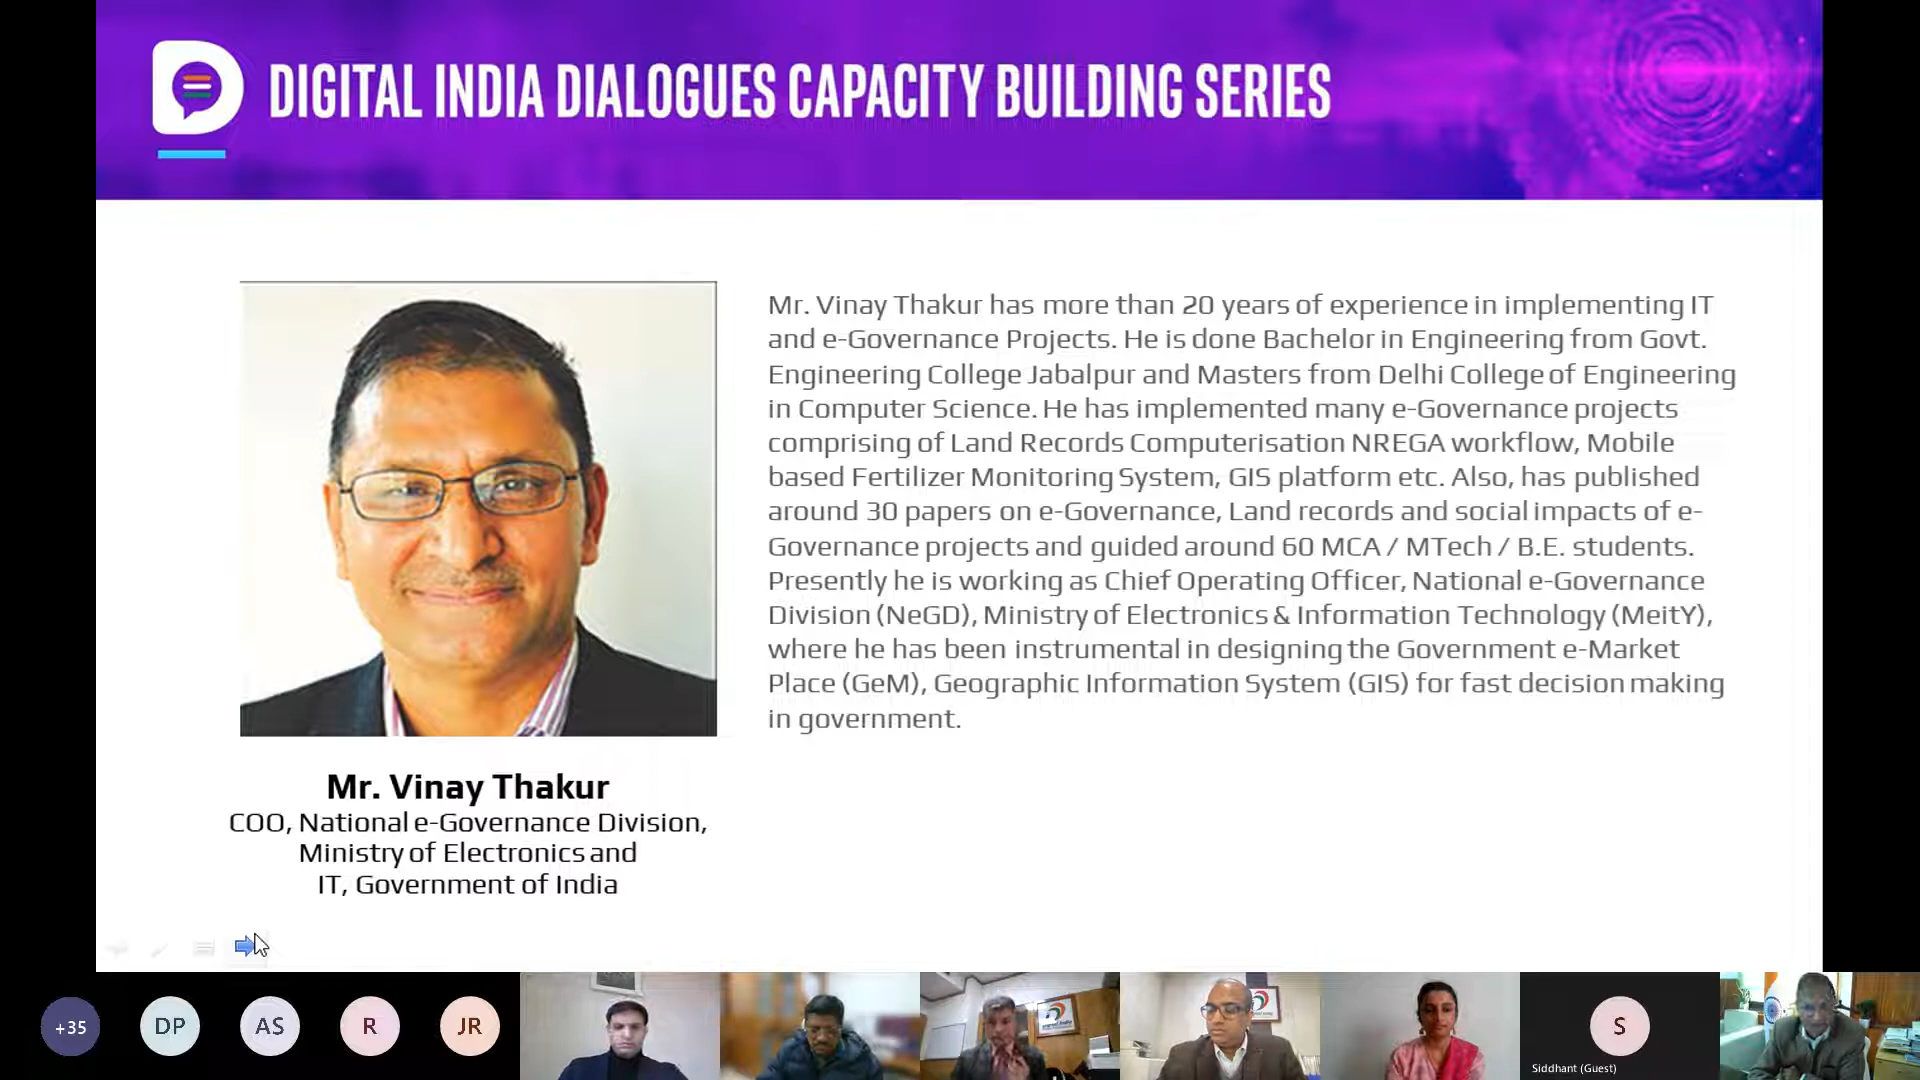 DIGITAL INDIA DIALOGUES CAPACITY BUILDING SERIES
Mr. Vinay Thakur has more than 20 years of experience in implementing IT
and e-Governance Projects. He is done Bachelor in Engineering from Govt.
Engineering College Jabalpur and Masters from Delhi College of Engineering
in Computer Science. He has implemented many e-Governance projects
comprising of Land Records Computerisation NREGA workflow, Mobile
based Fertilizer Monitoring System, GIS platform etc. Also, has published
around 30 papers on e-Governance, Land records and social impacts of e-
Governance projects and guided around 60 MCA / MTech / B.E. students.
Presently he is working as Chief Operating Officer, National e-Governance
Division (NeGD), Ministry of Electronics & Information Technology (MeitY),
where he has been instrumental in designing the Government e-Market
Place (GeM), Geographic Information System (GIS) for fast decision making
in government.
Mr. Vinay Thakur
COO, National e-Governance Division,
Ministry of Electronics and
IT, Government of India
+35
DP
AS
R
JR
S
Siddhant (Guest)